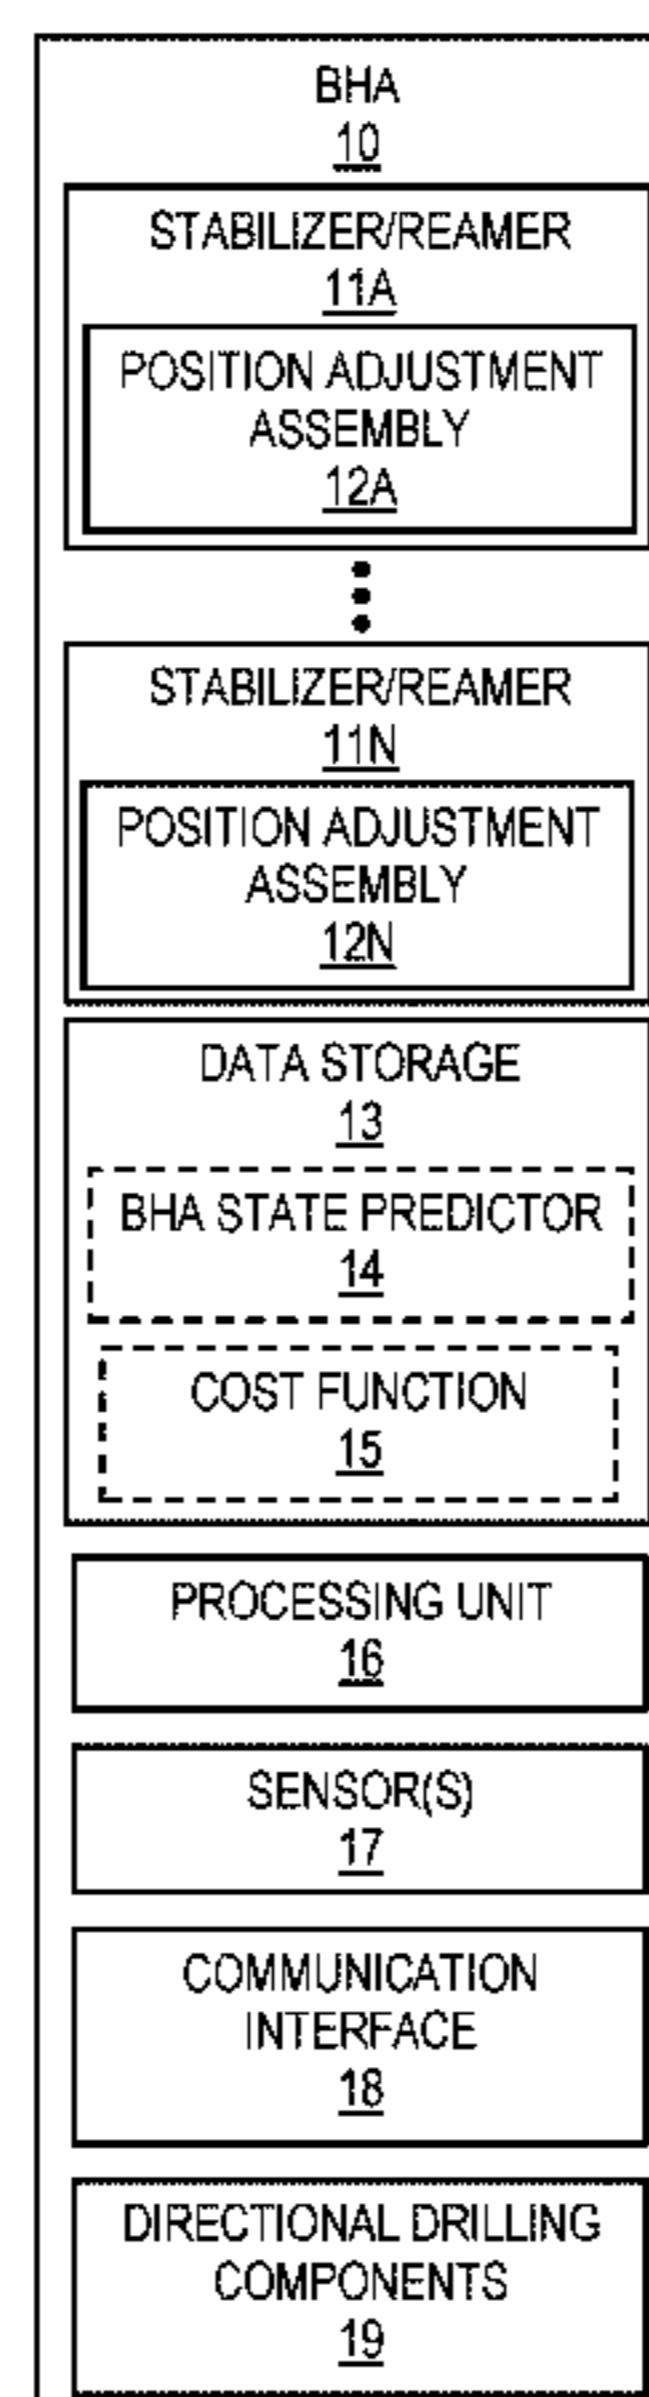 BHA
10
STABILIZER/REAMER
11A
POSITION ADJUSTMENT
ASSEMBLY
12A
STABILIZER/REAMER
11N
POSITION ADJUSTMENT
ASSEMBLY
12N
DATA STORAGE
13
BHA STATE PREDICTOR
14
COST FUNCTION
15
PROCESSING UNIT
16
SENSOR(S)
17
COMMUNICATION
INTERFACE
18
DIRECTIONAL DRILLING
COMPONENTS
19